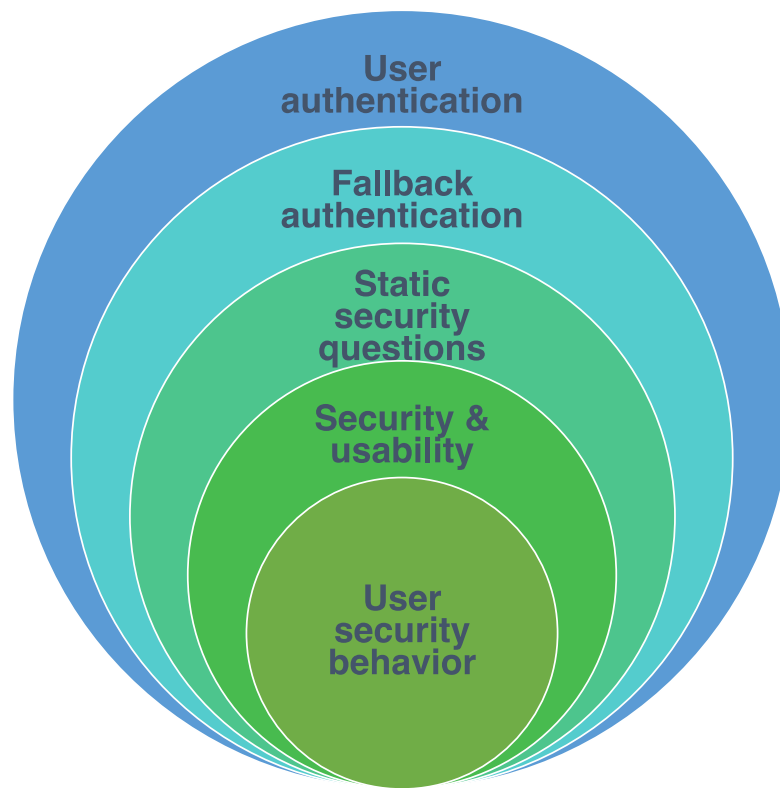 User
authentication
Fallback
authentication
Static
security
questions
Security &
usability
User
security
behavior